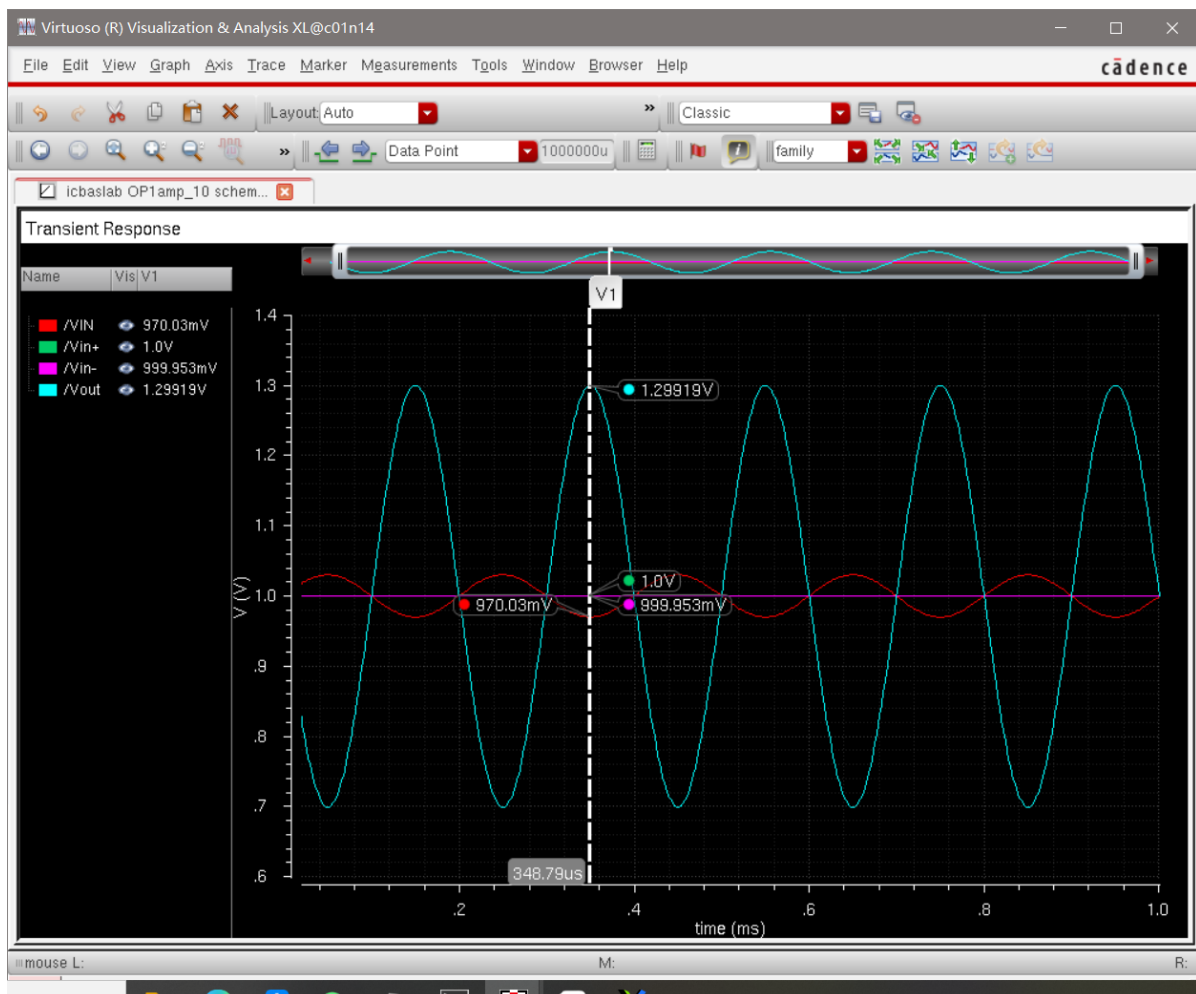 Virtuoso (R) Visualization & Analysis XL@c01n14
File Edit View Graph Axis Trace Marker Measurements Tools Window Browser Help
cādence
Layout: Auto » Classic
» Data Point 1000000u family
icbaslab OP1amp_10 schem...
Transient Response
Name Vis V1
V1
/VIN 970.03mV
/Vin+ 1.0V
/Vin- 999.953mV
/Vout 1.29919V
1.4
1.3
1.29919V
1.2
1.1
1.0V
1.0
970.03mV
999.953mV
V (V)
.9
.8
.7
.6
348.79us
.2 .4 .6 .8 1.0
time (ms)
mouse L: M: R: